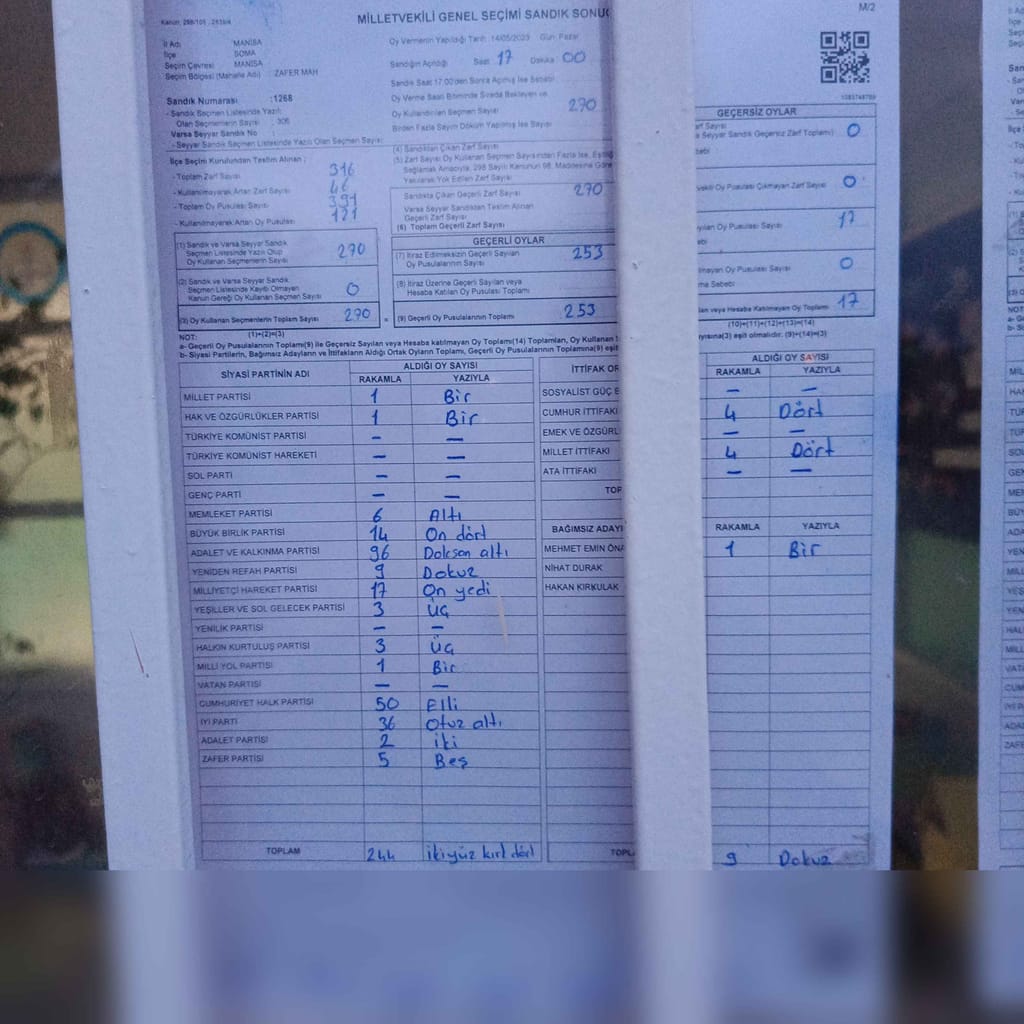 Kanun: 298/105 - 2839/4
MİLLETVEKİLİ GENEL SEÇİMİ SANDIK SONUÇ
M/2
İl Adı MANİSA
İlçe SOMA
Seçim Çevresi MANİSA
Seçim Bölgesi (Mahalle Adı) : ZAFER MAH
Oy Vermenin Yapıldığı Tarih: 14/05/2023 Gün: Pazar
Sandığın Açıldığı Saat 17 Dakika 00
Sandık Saat 17:00'den Sonra Açılmış İse Sebebi
Sandık Numarası : 1268
- Sandık Seçmen Listesinde Yazılı
Olan Seçmenlerin Sayısı : 306
Varsa Seyyar Sandık No :
- Seyyar Sandık Seçmen Listesinde Yazılı Olan Seçmen Sayısı:
Oy Verme Saati Bitiminde Sırada Bekleyen ve
Oy Kullandırılan Seçmen Sayısı 270
Birden Fazla Sayım Döküm Yapılmış İse Sayısı
İlçe Seçim Kurulundan Teslim Alınan ;
- Toplam Zarf Sayısı 316
- Kullanılmayarak Artan Zarf Sayısı 46
- Toplam Oy Pusulası Sayısı 391
- Kullanılmayarak Artan Oy Pusulası 121
(4) Sandıktan Çıkan Zarf Sayısı
(5) Zarf Sayısı Oy Kullanan Seçmen Sayısından Fazla İse, Eşitliği
Sağlamak Amacıyla, 298 Sayılı Kanunun 98. Maddesine Göre
Yakılarak Yok Edilen Zarf Sayısı
Sandıkta Çıkan Geçerli Zarf Sayısı 270
Varsa Seyyar Sandıktan Teslim Alınan
Geçerli Zarf Sayısı
(6) Toplam Geçerli Zarf Sayısı
(1) Sandık ve Varsa Seyyar Sandık
Seçmen Listesinde Yazılı Olup
Oy Kullanan Seçmenlerin Sayısı 270
(2) Sandık ve Varsa Seyyar Sandık
Seçmen Listesinde Kayıtlı Olmayan
Kanun Gereği Oy Kullanan Seçmen Sayısı 0
(3) Oy Kullanan Seçmenlerin Toplam Sayısı 270
(1)+(2)=(3)
GEÇERLİ OYLAR
(7) İtiraz Edilmeksizin Geçerli Sayılan
Oy Pusulalarının Sayısı 253
(8) İtiraz Üzerine Geçerli Sayılan veya
Hesaba Katılan Oy Pusulası Toplamı
(9) Geçerli Oy Pusulalarının Toplamı 253
GEÇERSİZ OYLAR
Zarf Sayısı
a Seyyar Sandık Geçersiz Zarf Toplamı) 0
ebi
vekili Oy Pusulası Çıkmayan Zarf Sayısı 0
yılan Oy Pusulası Sayısı 17
ebi
lmayan Oy Pusulası Sayısı 0
ma Sebebi
lan veya Hesaba Katılmayan Oy Toplamı 17
(10)+(11)+(12)+(13)=(14)
NOT:
a- Geçerli Oy Pusulalarının Toplamı(9) ile Geçersiz Sayılan veya Hesaba katılmayan Oy Toplamı(14) Toplamları, Oy Kullanan
yısına(3) eşit olmalıdır. (9)+(14)=(3)
b- Siyasi Partilerin, Bağımsız Adayların ve İttifakların Aldığı Ortak Oyların Toplamı, Geçerli Oy Pusulalarının Toplamına(9) eşit
SİYASİ PARTİNİN ADI ALDIĞI OY SAYISI
RAKAMLA YAZIYLA
MİLLET PARTİSİ 1 Bir
HAK VE ÖZGÜRLÜKLER PARTİSİ 1 Bir
TÜRKİYE KOMÜNİST PARTİSİ — —
TÜRKİYE KOMÜNİST HAREKETİ — —
SOL PARTİ — —
GENÇ PARTİ — —
MEMLEKET PARTİSİ 6 Altı
BÜYÜK BİRLİK PARTİSİ 14 On dört
ADALET VE KALKINMA PARTİSİ 96 Doksan altı
YENİDEN REFAH PARTİSİ 9 Dokuz
MİLLİYETÇİ HAREKET PARTİSİ 17 On yedi
YEŞİLLER VE SOL GELECEK PARTİSİ 3 Üç
YENİLİK PARTİSİ — —
HALKIN KURTULUŞ PARTİSİ 3 Üç
MİLLİ YOL PARTİSİ 1 Bir
VATAN PARTİSİ — —
CUMHURİYET HALK PARTİSİ 50 Elli
İYİ PARTİ 36 Otuz altı
ADALET PARTİSİ 2 iki
ZAFER PARTİSİ 5 Beş
TOPLAM 244 ikiyüz kırk dört
İTTİFAK OR ALDIĞI OY SAYISI
RAKAMLA YAZIYLA
SOSYALİST GÜÇ B — —
CUMHUR İTTİFAKI 4 Dört
EMEK VE ÖZGÜRL — —
MİLLET İTTİFAKI 4 Dört
ATA İTTİFAKI — —
TOP
BAĞIMSIZ ADAYI RAKAMLA YAZIYLA
MEHMET EMİN ÖNA 1 Bir
NİHAT DURAK
HAKAN KIRKULAK
TOPL 9 Dokuz